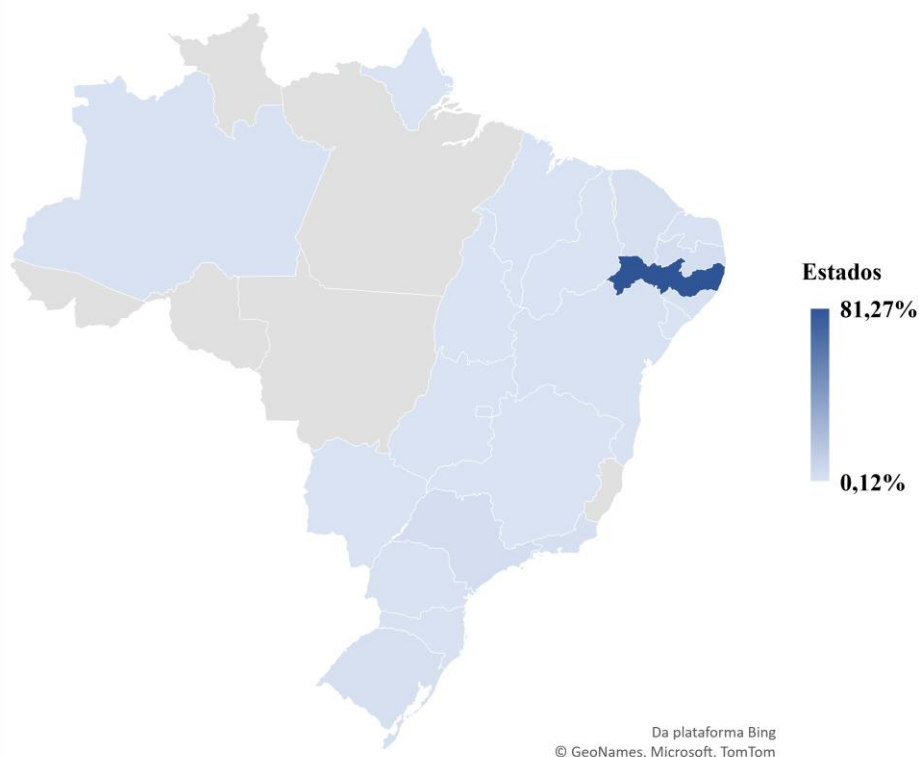 Estados
81,27%
0,12%
Da plataforma Bing
© GeoNames, Microsoft, TomTom